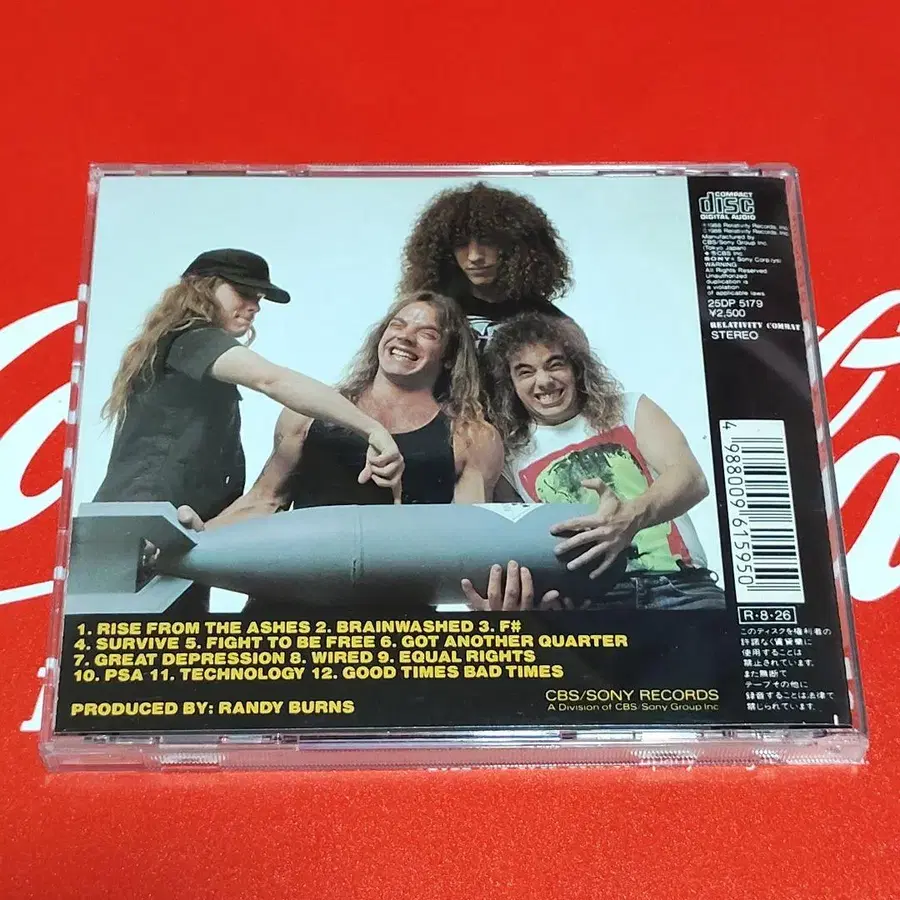 COMPACT
disc
DIGITAL AUDIO
℗1988 Relativity Records, Inc.
©1988 Relativity Records, Inc.
Manufactured by
CBS/Sony Group Inc.
(Tokyo Japan)
WARNING:
All Rights Reserved
Unauthorized
duplication is
a violation
of applicable laws
25DP 5179
¥2,500
RELATIVITY COMBAT
STEREO
4988009615950
R-8-26
このディスクを権利者の
許諾なく賃貸業に
使用することは
禁止されています。
また無断で
テープその他に
録音することは法律で
禁じられています。
1. RISE FROM THE ASHES 2. BRAINWASHED 3. F#
4. SURVIVE 5. FIGHT TO BE FREE 6. GOT ANOTHER QUARTER
7. GREAT DEPRESSION 8. WIRED 9. EQUAL RIGHTS
10. PSA 11. TECHNOLOGY 12. GOOD TIMES BAD TIMES
PRODUCED BY: RANDY BURNS
CBS/SONY RECORDS
A Division of CBS/Sony Group Inc